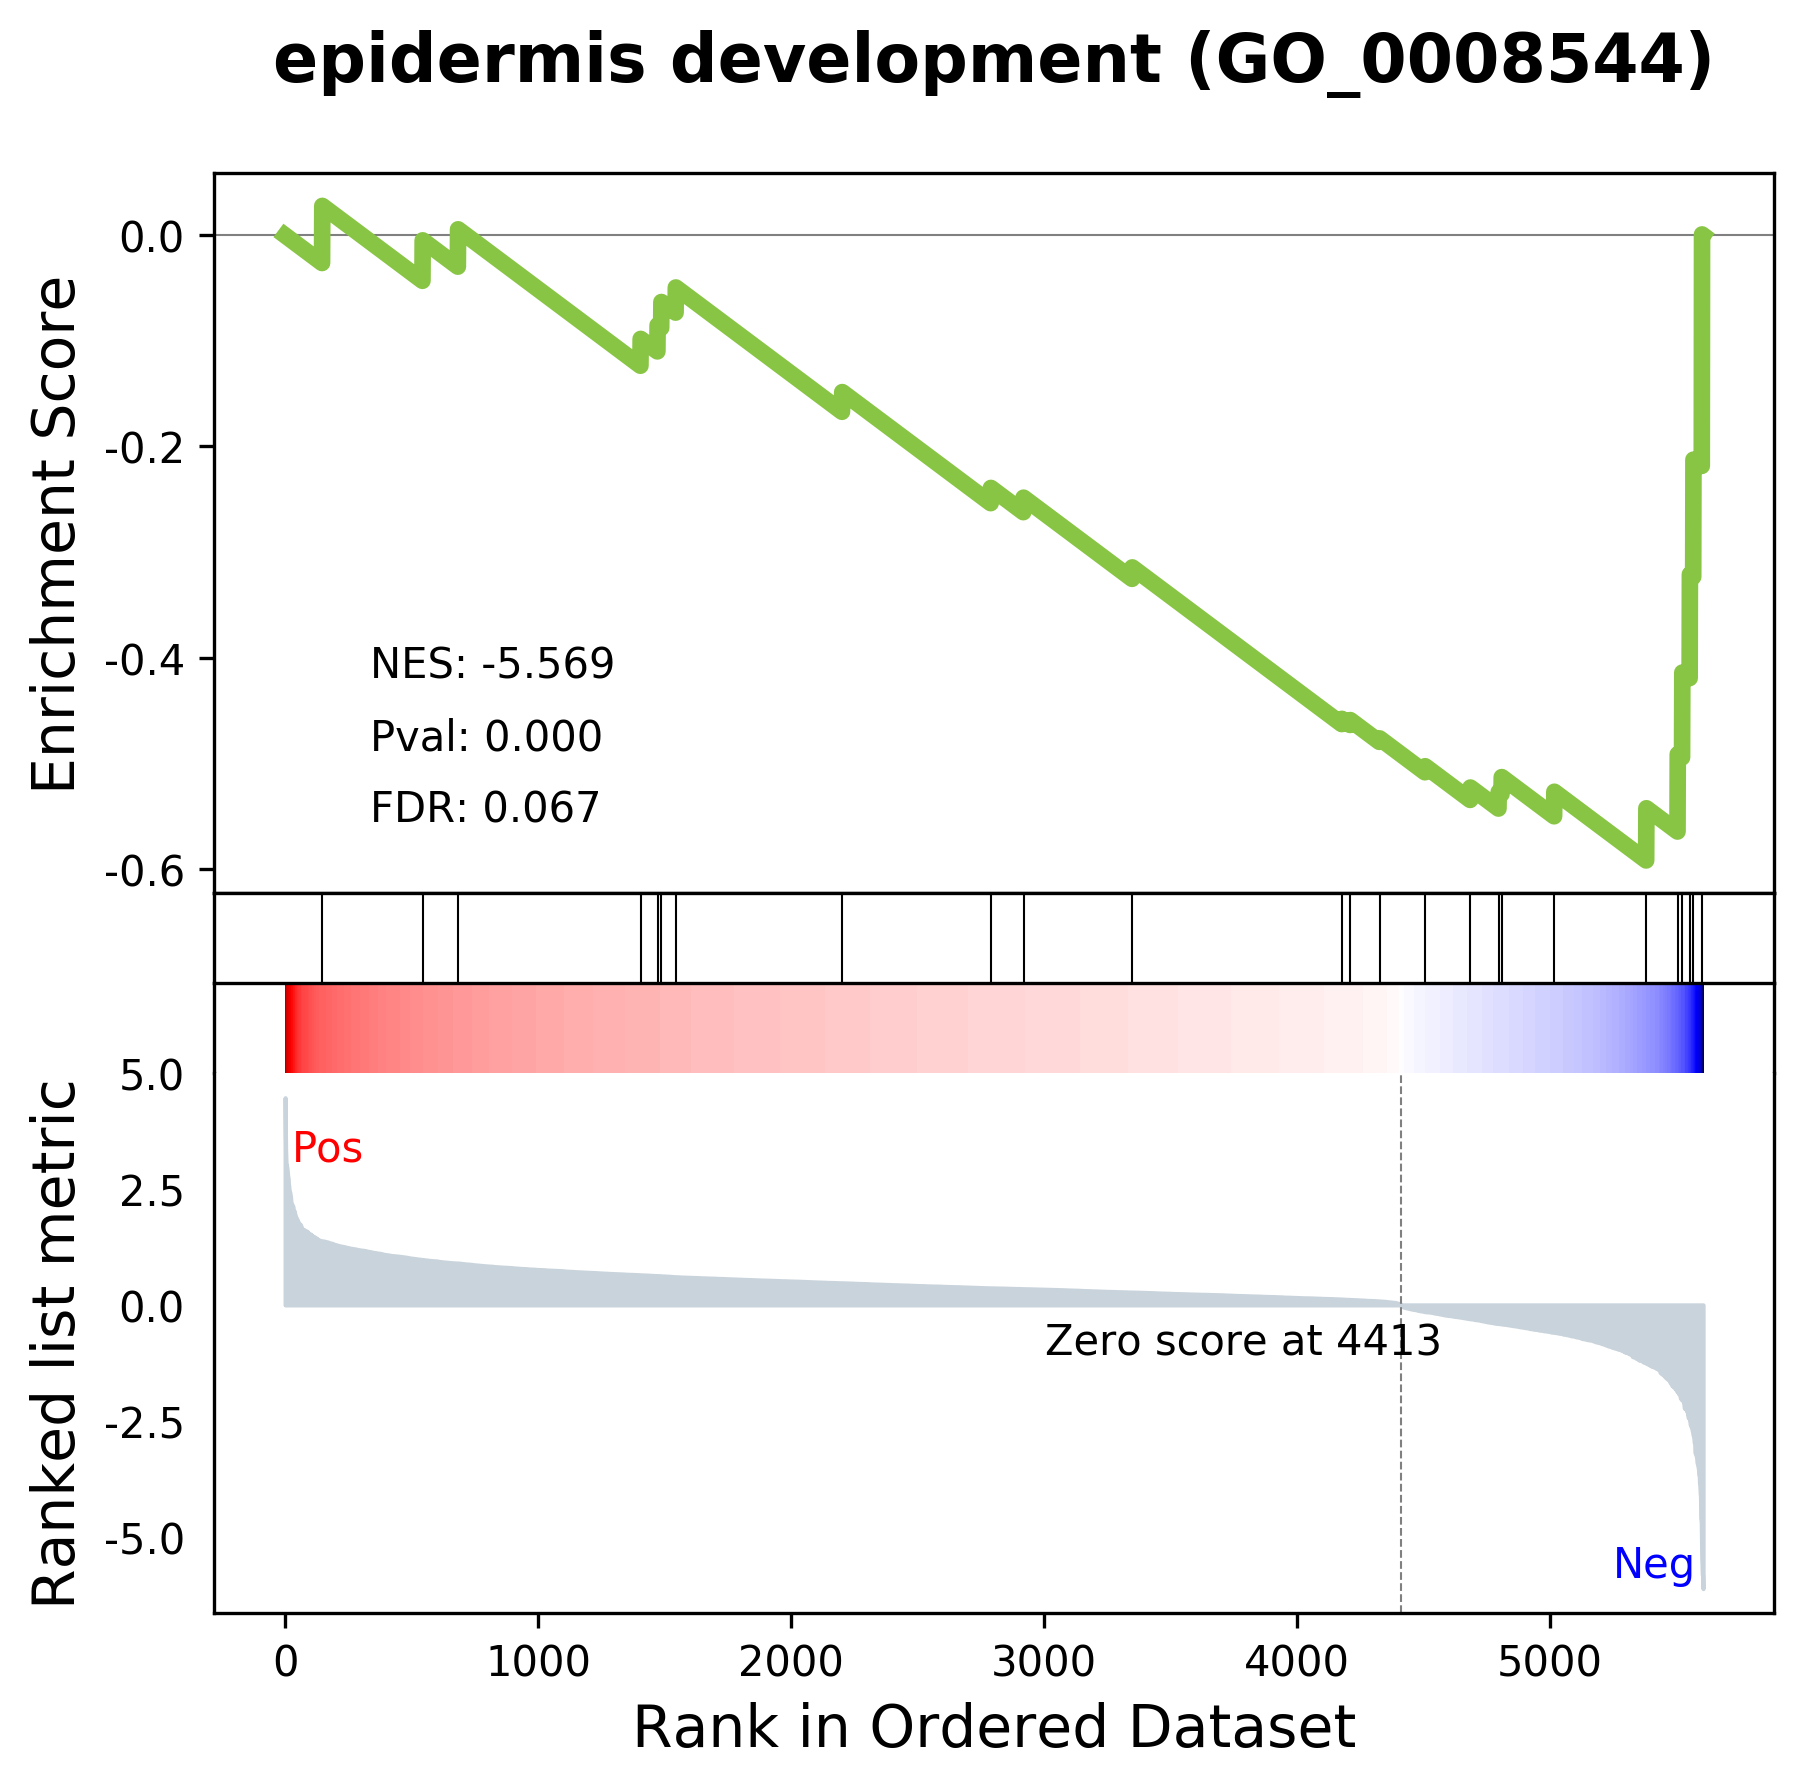 epidermis development (GO_0008544)
Enrichment Score
0.0
-0.2
-0.4
-0.6
NES: -5.569
Pval: 0.000
FDR: 0.067
Ranked list metric
5.0
2.5
0.0
-2.5
-5.0
Pos
Zero score at 4413
Neg
0 1000 2000 3000 4000 5000
Rank in Ordered Dataset